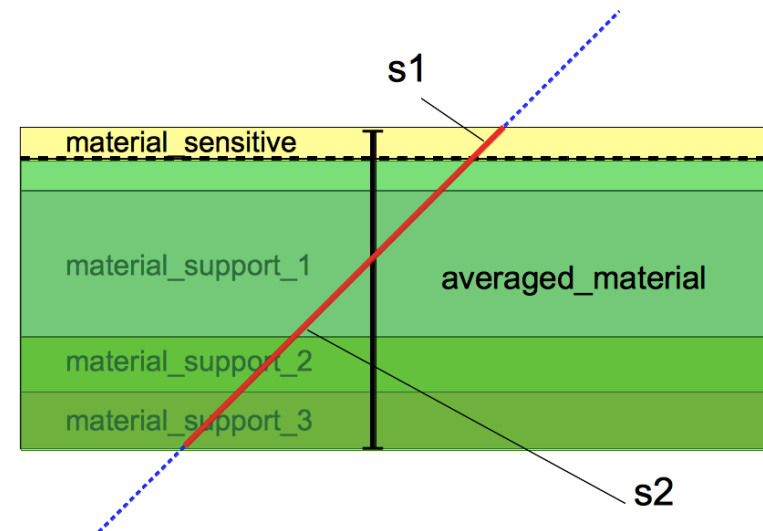 s1
material_sensitive
material_support_1
averaged_material
material_support_2
material_support_3
s2